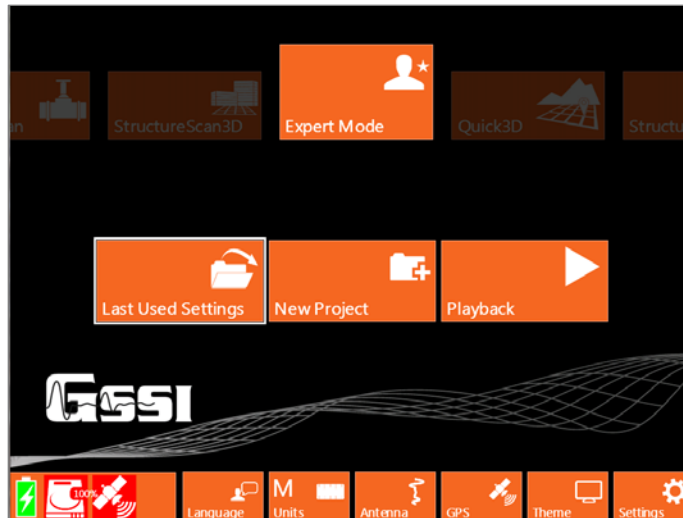 StructureScan3D
Expert Mode
Quick3D
Last Used Settings
New Project
Playback
GSSI
100%
Language
M
Units
Antenna
GPS
Theme
Settings